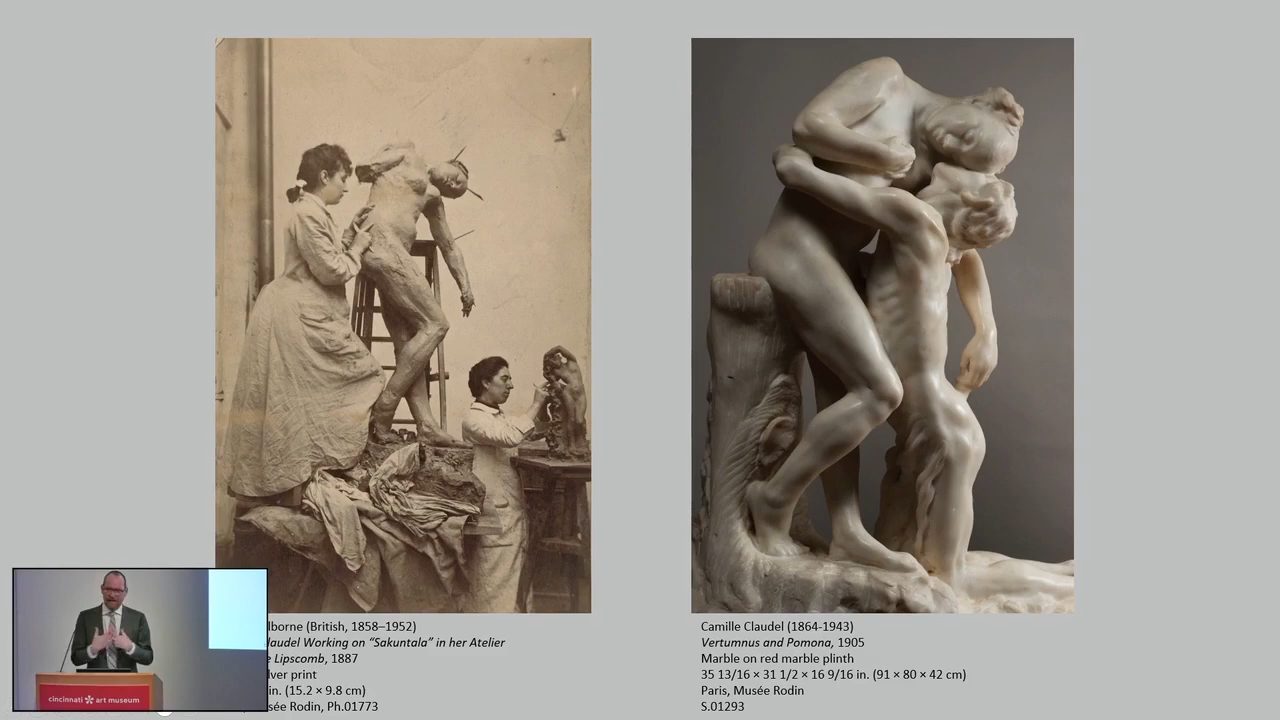 lborne (British, 1858–1952)
laudel Working on “Sakuntala” in her Atelier
e Lipscomb, 1887
lver print
in. (15.2 × 9.8 cm)
sée Rodin, Ph.01773
Camille Claudel (1864-1943)
Vertumnus and Pomona, 1905
Marble on red marble plinth
35 13/16 × 31 1/2 × 16 9/16 in. (91 × 80 × 42 cm)
Paris, Musée Rodin
S.01293
cincinnati art museum